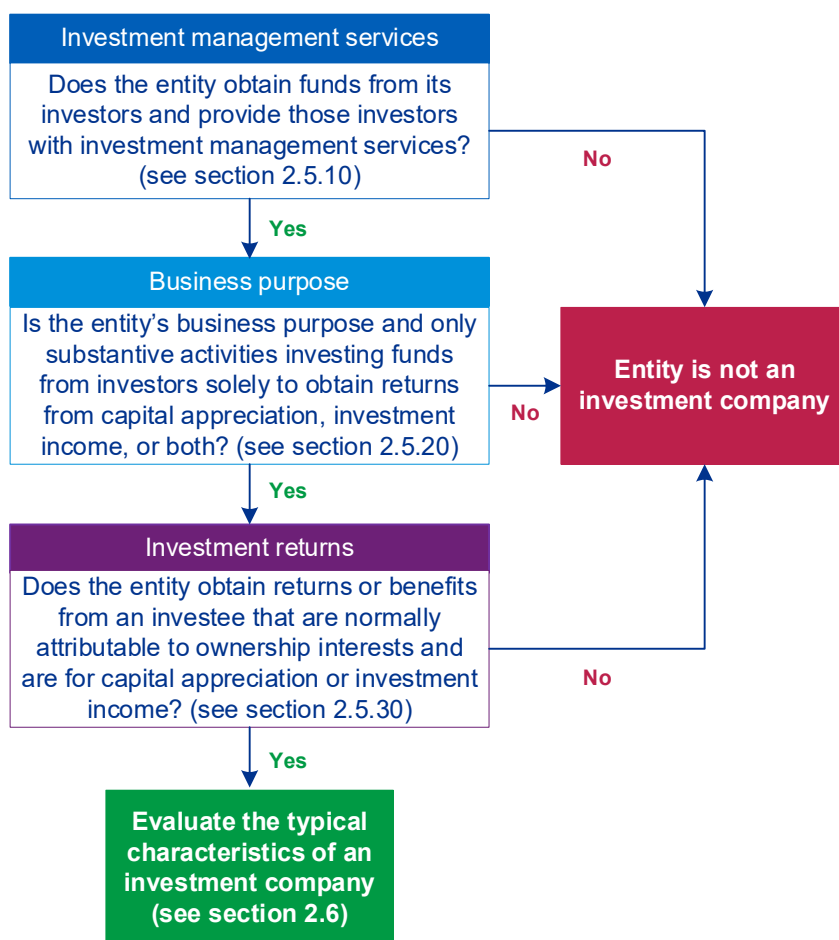 Investment management services
Does the entity obtain funds from its
investors and provide those investors
with investment management services?
(see section 2.5.10)
No
Yes
Business purpose
Is the entity's business purpose and only
substantive activities investing funds
from investors solely to obtain returns
from capital appreciation, investment
income, or both? (see section 2.5.20)
No
Entity is not an
investment company
Yes
Investment returns
Does the entity obtain returns or benefits
from an investee that are normally
attributable to ownership interests and
are for capital appreciation or investment
income? (see section 2.5.30)
No
Yes
Evaluate the typical
characteristics of an
investment company
(see section 2.6)